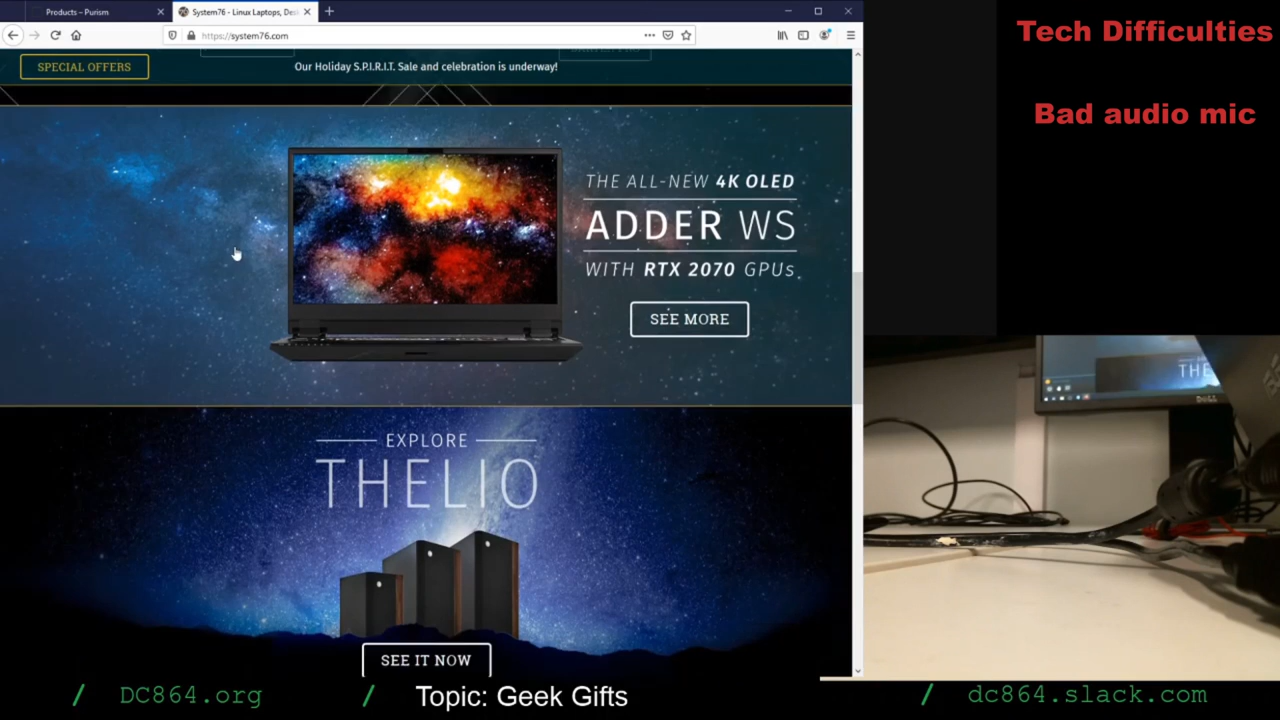 Products – Purism
System76 - Linux Laptops, Des
https://system76.com
SPECIAL OFFERS
Our Holiday S.P.I.R.I.T. Sale and celebration is underway!
THE ALL-NEW 4K OLED
ADDER WS
WITH RTX 2070 GPUs
SEE MORE
EXPLORE
THELIO
SEE IT NOW
Tech Difficulties
Bad audio mic
THE
DELL
/ DC864.org
/ Topic: Geek Gifts
/ dc864.slack.com